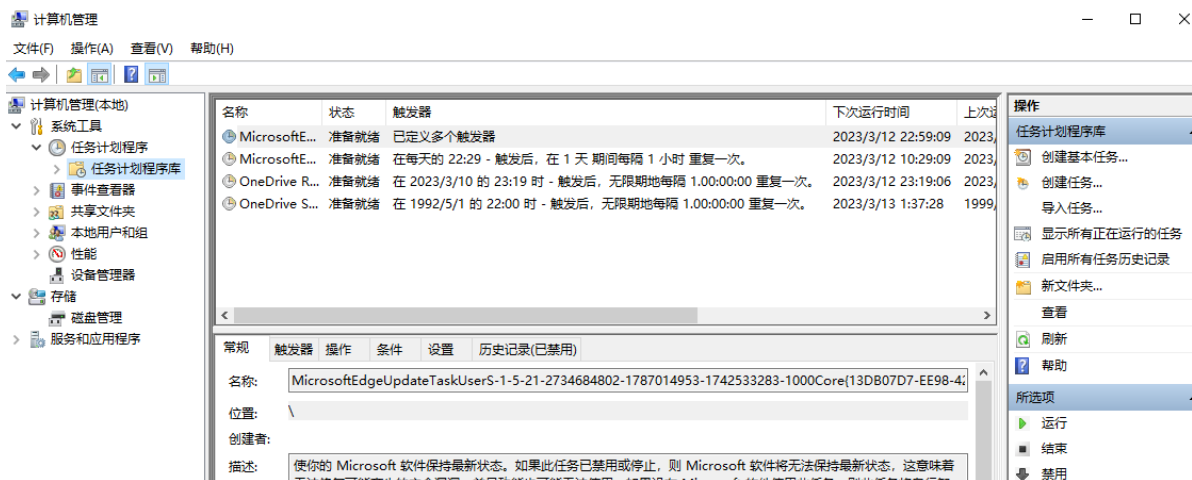 计算机管理
文件(F) 操作(A) 查看(V) 帮助(H)
计算机管理(本地)
系统工具
任务计划程序
任务计划程序库
事件查看器
共享文件夹
本地用户和组
性能
设备管理器
存储
磁盘管理
服务和应用程序
名称 状态 触发器 下次运行时间 上次
MicrosoftE... 准备就绪 已定义多个触发器 2023/3/12 22:59:09 2023/
MicrosoftE... 准备就绪 在每天的 22:29 - 触发后，在 1 天 期间每隔 1 小时 重复一次。 2023/3/12 10:29:09 2023/
OneDrive R... 准备就绪 在 2023/3/10 的 23:19 时 - 触发后，无限期地每隔 1.00:00:00 重复一次。 2023/3/12 23:19:06 2023/
OneDrive S... 准备就绪 在 1992/5/1 的 22:00 时 - 触发后，无限期地每隔 1.00:00:00 重复一次。 2023/3/13 1:37:28 1999/
常规 触发器 操作 条件 设置 历史记录(已禁用)
名称: MicrosoftEdgeUpdateTaskUserS-1-5-21-2734684802-1787014953-1742533283-1000Core{13DB07D7-EE98-42
位置: \
创建者:
描述: 使你的 Microsoft 软件保持最新状态。如果此任务已禁用或停止，则 Microsoft 软件将无法保持最新状态，这意味着
操作
任务计划程序库
创建基本任务...
创建任务...
导入任务...
显示所有正在运行的任务
启用所有任务历史记录
新文件夹...
查看
刷新
帮助
所选项
运行
结束
禁用